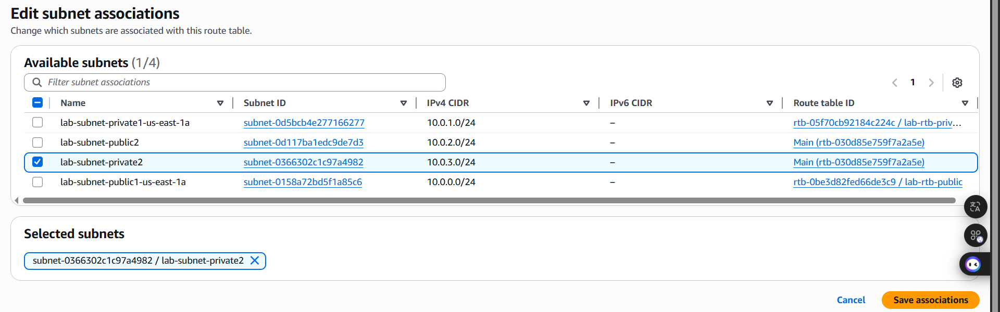 Edit subnet associations
Change which subnets are associated with this route table.
Available subnets (1/4)
Filter subnet associations
1
Name Subnet ID IPv4 CIDR IPv6 CIDR Route table ID
lab-subnet-private1-us-east-1a subnet-0d5bcb4e277166277 10.0.1.0/24 – rtb-05f70cb92184c224c / lab-rtb-priv...
lab-subnet-public2 subnet-0d117ba1edc9de7d3 10.0.2.0/24 – Main (rtb-030d85e759f7a2a5e)
lab-subnet-private2 subnet-0366302c1c97a4982 10.0.3.0/24 – Main (rtb-030d85e759f7a2a5e)
lab-subnet-public1-us-east-1a subnet-0158a72bd5f1a85c6 10.0.0.0/24 – rtb-0be3d82fed66de3c9 / lab-rtb-public
Selected subnets
subnet-0366302c1c97a4982 / lab-subnet-private2
Cancel Save associations